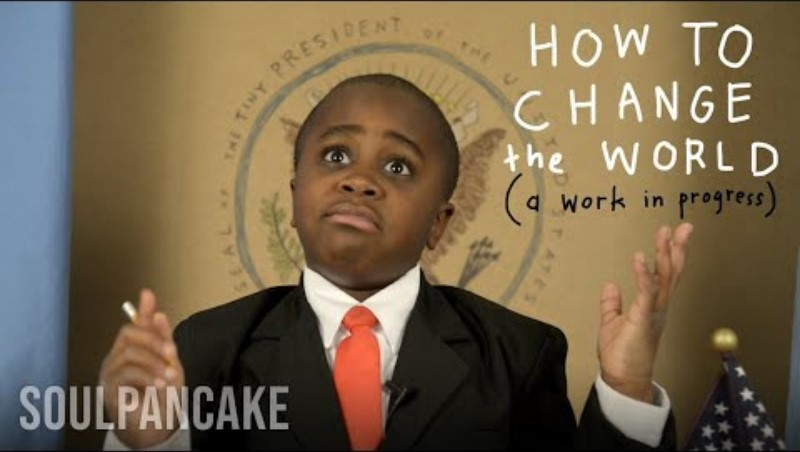 SEAL OF THE TINY PRESIDENT OF THE U
STATES
HOW TO
CHANGE
the WORLD
(a work in progress)
SOULPANCAKE